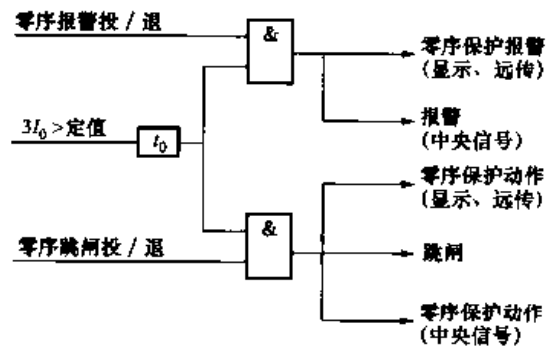 零序报警投／退
&
零序保护报警
(显示、远传)
3I₀>定值
t₀
报警
(中央信号)
零序保护动作
(显示、远传)
零序跳闸投／退
&
跳闸
零序保护动作
(中央信号)